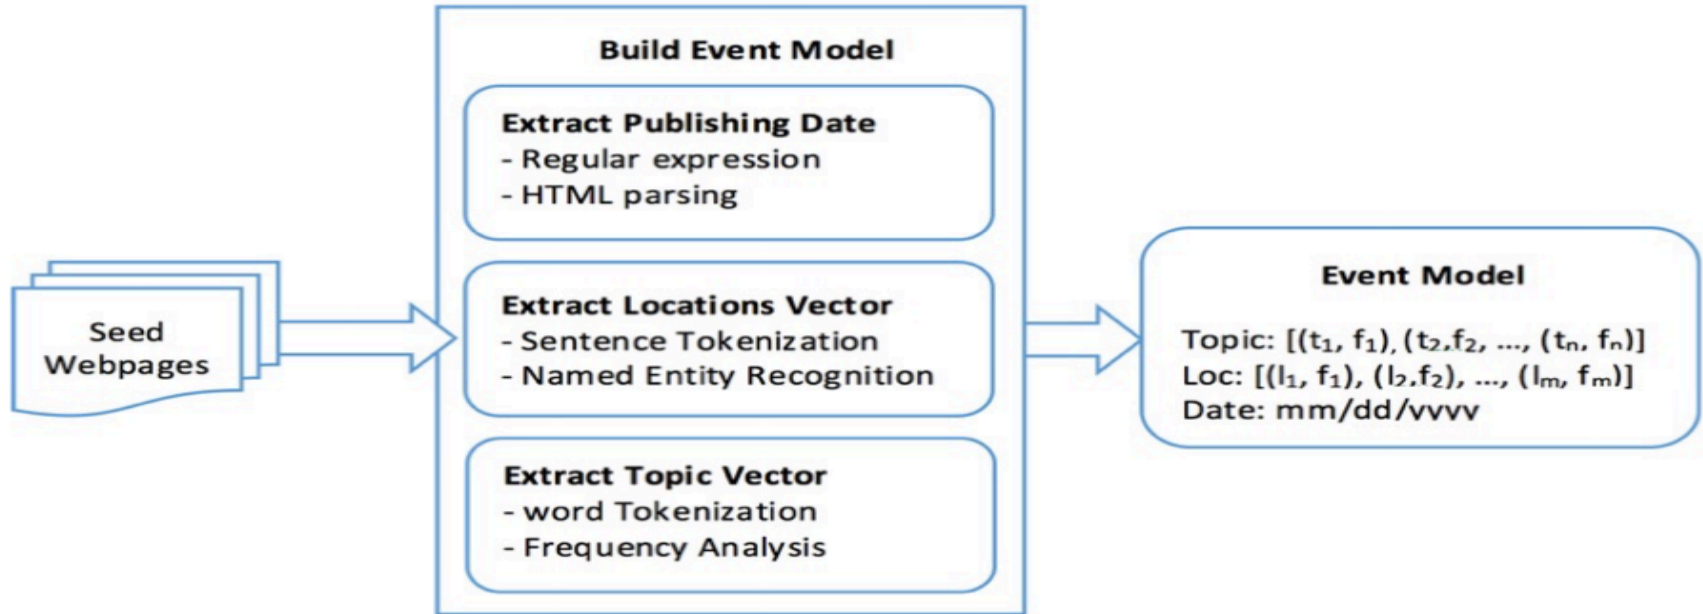 Seed
Webpages
Build Event Model
Extract Publishing Date
- Regular expression
- HTML parsing
Extract Locations Vector
- Sentence Tokenization
- Named Entity Recognition
Extract Topic Vector
- word Tokenization
- Frequency Analysis
Event Model
Topic: [(t₁, f₁), (t₂,f₂, ..., (tₙ, fₙ)]
Loc: [(l₁, f₁), (l₂,f₂), ..., (lₘ, fₘ)]
Date: mm/dd/vvvv